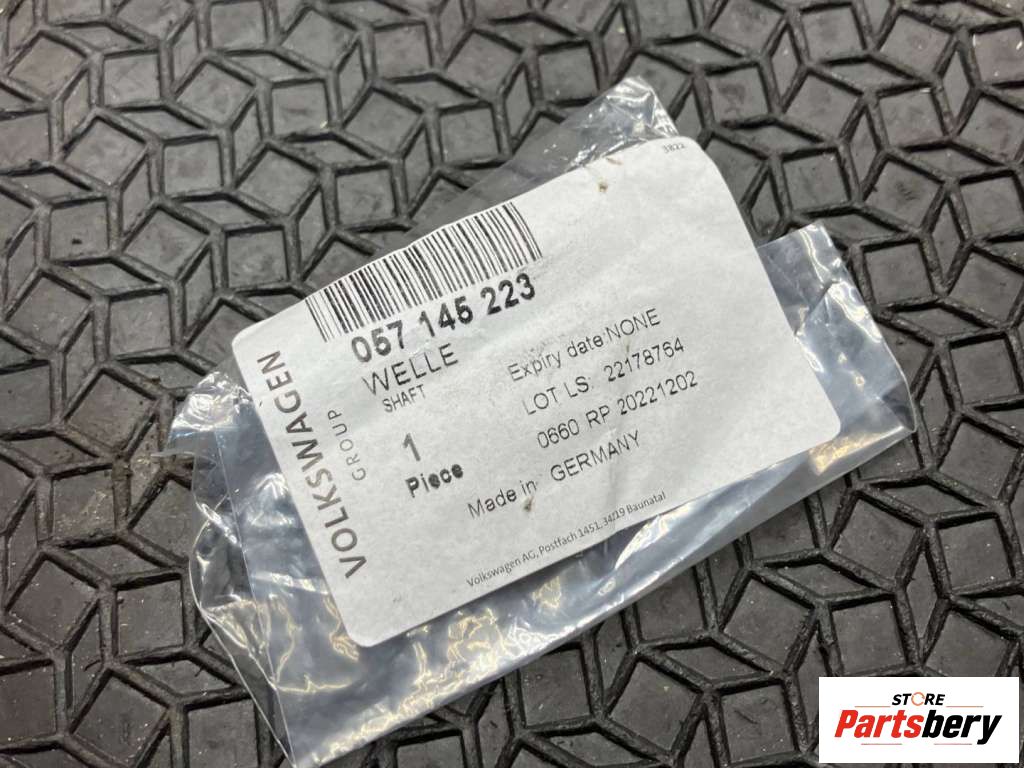 3822
057 145 223
WELLE
SHAFT
1
Piece
Expiry date:NONE
LOT LS: 22178764
0660 RP 20221202
Made in GERMANY
Volkswagen AG, Postfach 1451, 34219 Baunatal
VOLKSWAGEN
GROUP
STORE
Partsbery